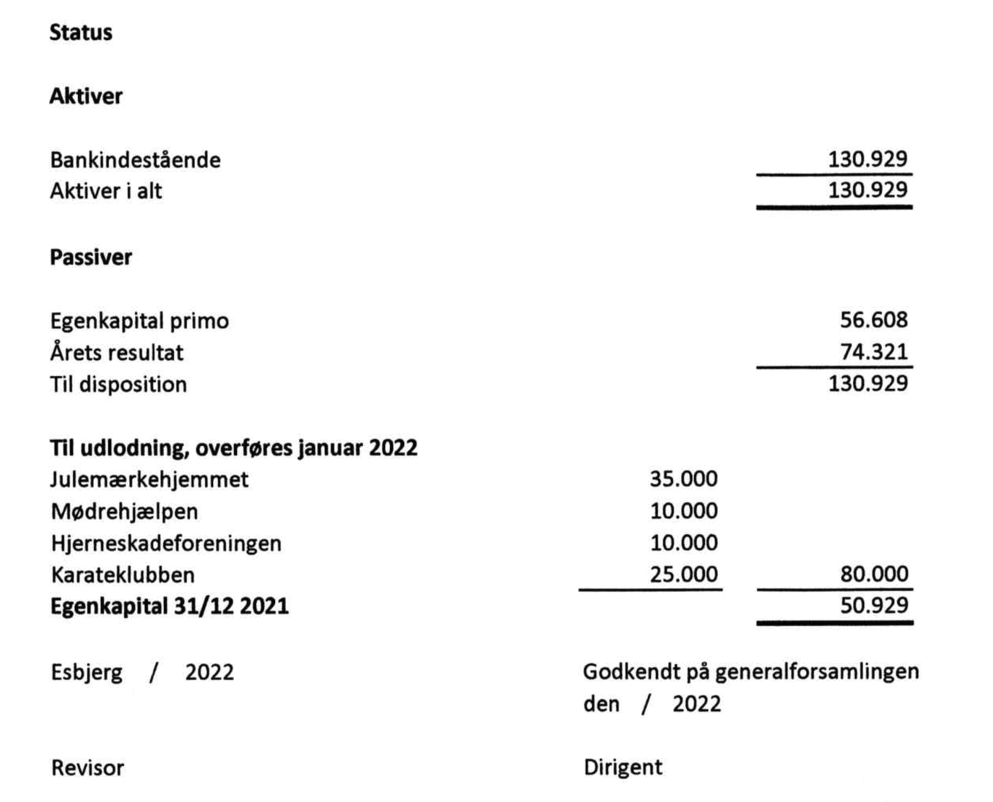 Status
Aktiver
Bankindestående 130.929
Aktiver i alt 130.929
Passiver
Egenkapital primo 56.608
Årets resultat 74.321
Til disposition 130.929
Til udlodning, overføres januar 2022
Julemærkehjemmet 35.000
Mødrehjælpen 10.000
Hjerneskadeforeningen 10.000
Karateklubben 25.000 80.000
Egenkapital 31/12 2021 50.929
Esbjerg / 2022 Godkendt på generalforsamlingen
den / 2022
Revisor Dirigent